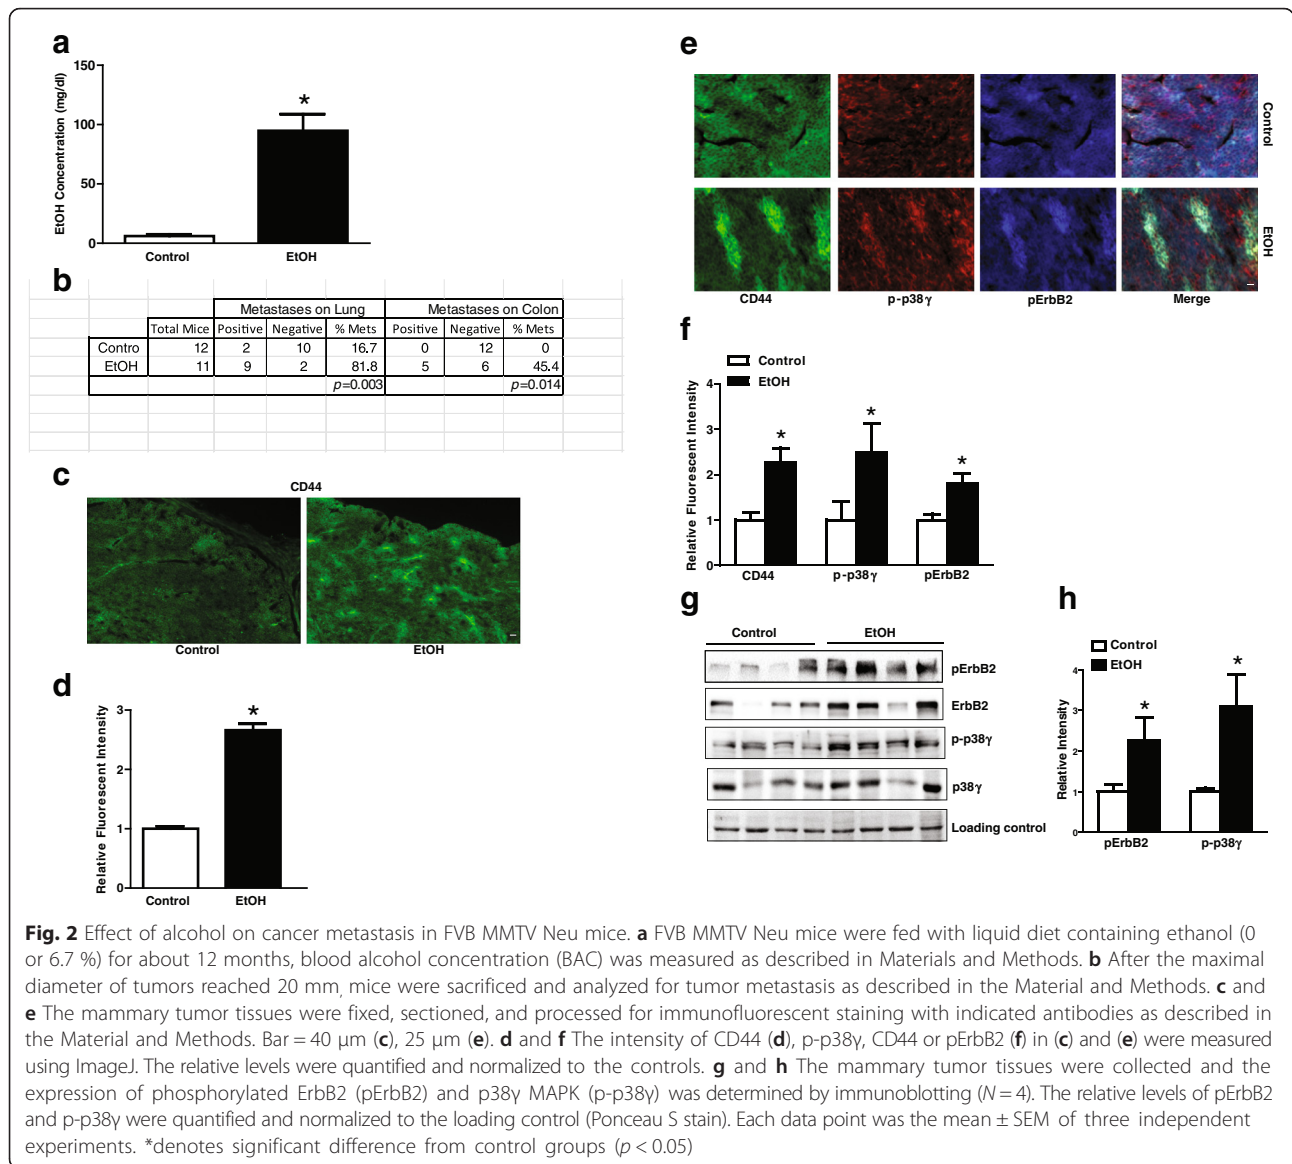 a
EtOH Concentration (mg/dl)
150
100
50
0
*
Control EtOH
b
Metastases on Lung Metastases on Colon
Total Mice Positive Negative % Mets Positive Negative % Mets
Contro 12 2 10 16.7 0 12 0
EtOH 11 9 2 81.8 5 6 45.4
p=0.003 p=0.014
c
CD44
Control EtOH
d
Relative Fluorescent Intensity
3
2
1
0
*
Control EtOH
e
Control
EtOH
CD44 p-p38γ pErbB2 Merge
f
Control
EtOH
Relative Fluorescent Intensity
4
3
2
1
0
* * *
CD44 p-p38γ pErbB2
g
Control EtOH
pErbB2
ErbB2
p-p38γ
p38γ
Loading control
h
Control
EtOH
Relative Intensity
4
3
2
1
0
* *
pErbB2 p-p38γ
Fig. 2 Effect of alcohol on cancer metastasis in FVB MMTV Neu mice. a FVB MMTV Neu mice were fed with liquid diet containing ethanol (0
or 6.7 %) for about 12 months, blood alcohol concentration (BAC) was measured as described in Materials and Methods. b After the maximal
diameter of tumors reached 20 mm, mice were sacrificed and analyzed for tumor metastasis as described in the Material and Methods. c and
e The mammary tumor tissues were fixed, sectioned, and processed for immunofluorescent staining with indicated antibodies as described in
the Material and Methods. Bar = 40 μm (c), 25 μm (e). d and f The intensity of CD44 (d), p-p38γ, CD44 or pErbB2 (f) in (c) and (e) were measured
using ImageJ. The relative levels were quantified and normalized to the controls. g and h The mammary tumor tissues were collected and the
expression of phosphorylated ErbB2 (pErbB2) and p38γ MAPK (p-p38γ) was determined by immunoblotting (N = 4). The relative levels of pErbB2
and p-p38γ were quantified and normalized to the loading control (Ponceau S stain). Each data point was the mean ± SEM of three independent
experiments. *denotes significant difference from control groups (p < 0.05)